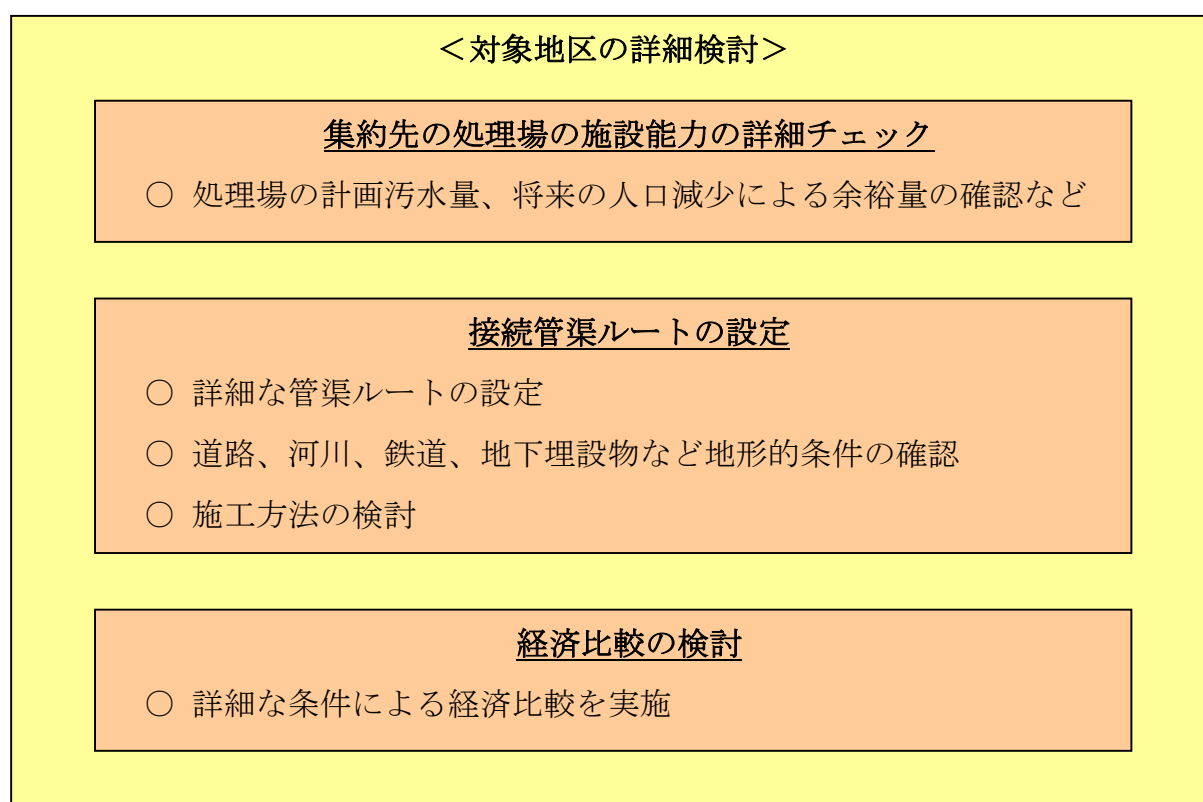 ＜対象地区の詳細検討＞
集約先の処理場の施設能力の詳細チェック
○ 処理場の計画汚水量、将来の人口減少による余裕量の確認など
接続管渠ルートの設定
○ 詳細な管渠ルートの設定
○ 道路、河川、鉄道、地下埋設物など地形的条件の確認
○ 施工方法の検討
経済比較の検討
○ 詳細な条件による経済比較を実施